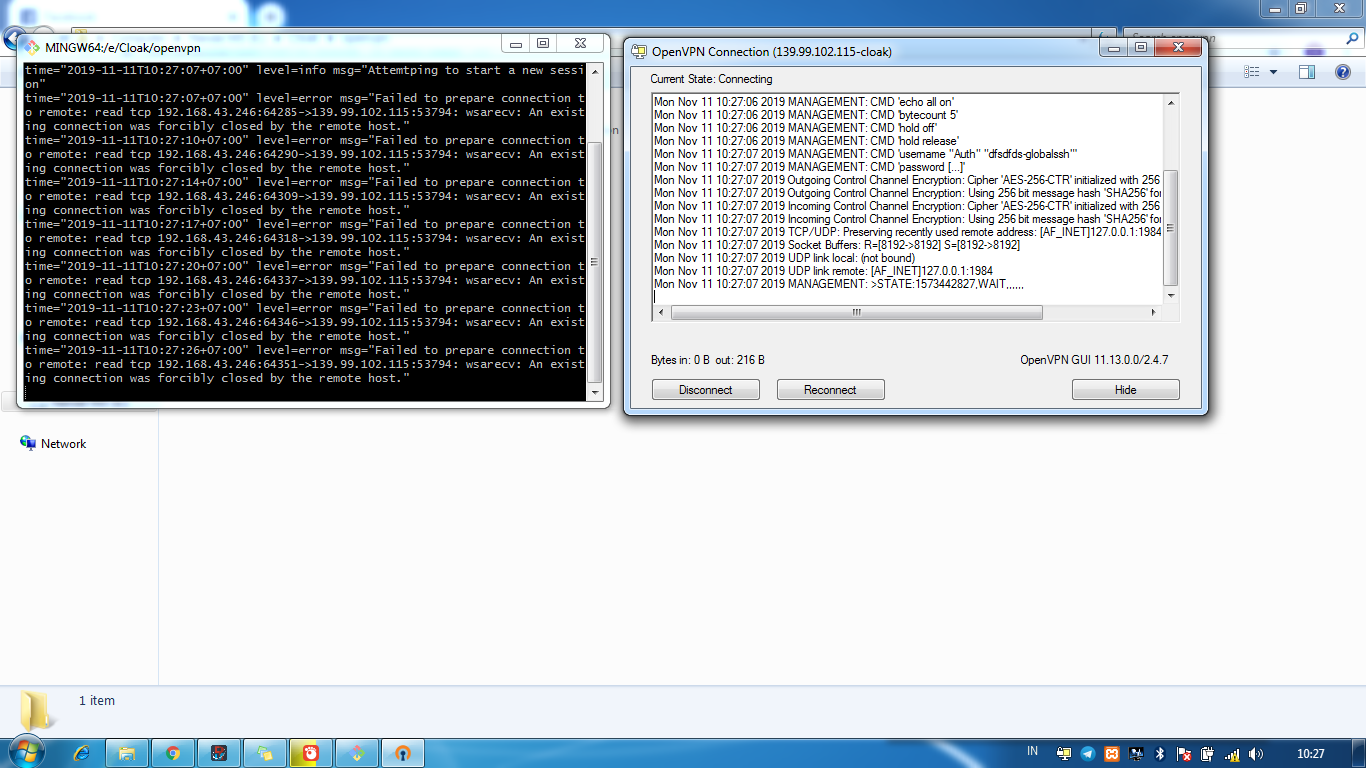 MINGW64:/e/Cloak/openvpn
time="2019-11-11T10:27:07+07:00" level=info msg="Attemtping to start a new sessi
on"
time="2019-11-11T10:27:07+07:00" level=error msg="Failed to prepare connection t
o remote: read tcp 192.168.43.246:64285->139.99.102.115:53794: wsarecv: An exist
ing connection was forcibly closed by the remote host."
time="2019-11-11T10:27:10+07:00" level=error msg="Failed to prepare connection t
o remote: read tcp 192.168.43.246:64290->139.99.102.115:53794: wsarecv: An exist
ing connection was forcibly closed by the remote host."
time="2019-11-11T10:27:14+07:00" level=error msg="Failed to prepare connection t
o remote: read tcp 192.168.43.246:64309->139.99.102.115:53794: wsarecv: An exist
ing connection was forcibly closed by the remote host."
time="2019-11-11T10:27:17+07:00" level=error msg="Failed to prepare connection t
o remote: read tcp 192.168.43.246:64318->139.99.102.115:53794: wsarecv: An exist
ing connection was forcibly closed by the remote host."
time="2019-11-11T10:27:20+07:00" level=error msg="Failed to prepare connection t
o remote: read tcp 192.168.43.246:64337->139.99.102.115:53794: wsarecv: An exist
ing connection was forcibly closed by the remote host."
time="2019-11-11T10:27:23+07:00" level=error msg="Failed to prepare connection t
o remote: read tcp 192.168.43.246:64346->139.99.102.115:53794: wsarecv: An exist
ing connection was forcibly closed by the remote host."
time="2019-11-11T10:27:26+07:00" level=error msg="Failed to prepare connection t
o remote: read tcp 192.168.43.246:64351->139.99.102.115:53794: wsarecv: An exist
ing connection was forcibly closed by the remote host."
OpenVPN Connection (139.99.102.115-cloak)
Current State: Connecting
Mon Nov 11 10:27:06 2019 MANAGEMENT: CMD 'echo all on'
Mon Nov 11 10:27:06 2019 MANAGEMENT: CMD 'bytecount 5'
Mon Nov 11 10:27:06 2019 MANAGEMENT: CMD 'hold off'
Mon Nov 11 10:27:06 2019 MANAGEMENT: CMD 'hold release'
Mon Nov 11 10:27:07 2019 MANAGEMENT: CMD 'username "Auth" "dfsdfds-globalssh"'
Mon Nov 11 10:27:07 2019 MANAGEMENT: CMD 'password [...]'
Mon Nov 11 10:27:07 2019 Outgoing Control Channel Encryption: Cipher 'AES-256-CTR' initialized with 256
Mon Nov 11 10:27:07 2019 Outgoing Control Channel Encryption: Using 256 bit message hash 'SHA256' for
Mon Nov 11 10:27:07 2019 Incoming Control Channel Encryption: Cipher 'AES-256-CTR' initialized with 256
Mon Nov 11 10:27:07 2019 Incoming Control Channel Encryption: Using 256 bit message hash 'SHA256' for
Mon Nov 11 10:27:07 2019 TCP/UDP: Preserving recently used remote address: [AF_INET]127.0.0.1:1984
Mon Nov 11 10:27:07 2019 Socket Buffers: R=[8192->8192] S=[8192->8192]
Mon Nov 11 10:27:07 2019 UDP link local: (not bound)
Mon Nov 11 10:27:07 2019 UDP link remote: [AF_INET]127.0.0.1:1984
Mon Nov 11 10:27:07 2019 MANAGEMENT: >STATE:1573442827,WAIT,,,,,,
Bytes in: 0 B out: 216 B
OpenVPN GUI 11.13.0.0/2.4.7
Disconnect
Reconnect
Hide
Network
1 item
IN
10:27